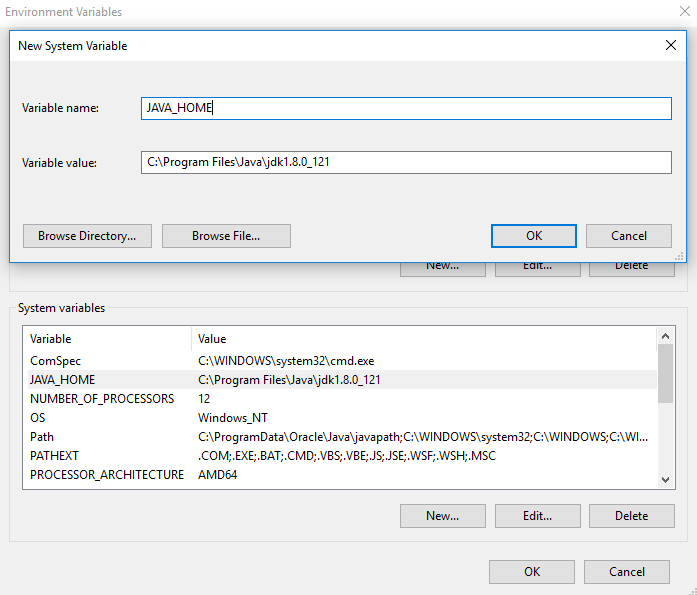 Environment Variables
New System Variable
Variable name: JAVA_HOME
Variable value: C:\Program Files\Java\jdk1.8.0_121
Browse Directory... Browse File... OK Cancel
New... Edit... Delete
System variables
Variable Value
ComSpec C:\WINDOWS\system32\cmd.exe
JAVA_HOME C:\Program Files\Java\jdk1.8.0_121
NUMBER_OF_PROCESSORS 12
OS Windows_NT
Path C:\ProgramData\Oracle\Java\javapath;C:\WINDOWS\system32;C:\WINDOWS;C:\WI...
PATHEXT .COM;.EXE;.BAT;.CMD;.VBS;.VBE;.JS;.JSE;.WSF;.WSH;.MSC
PROCESSOR_ARCHITECTURE AMD64
New... Edit... Delete
OK Cancel